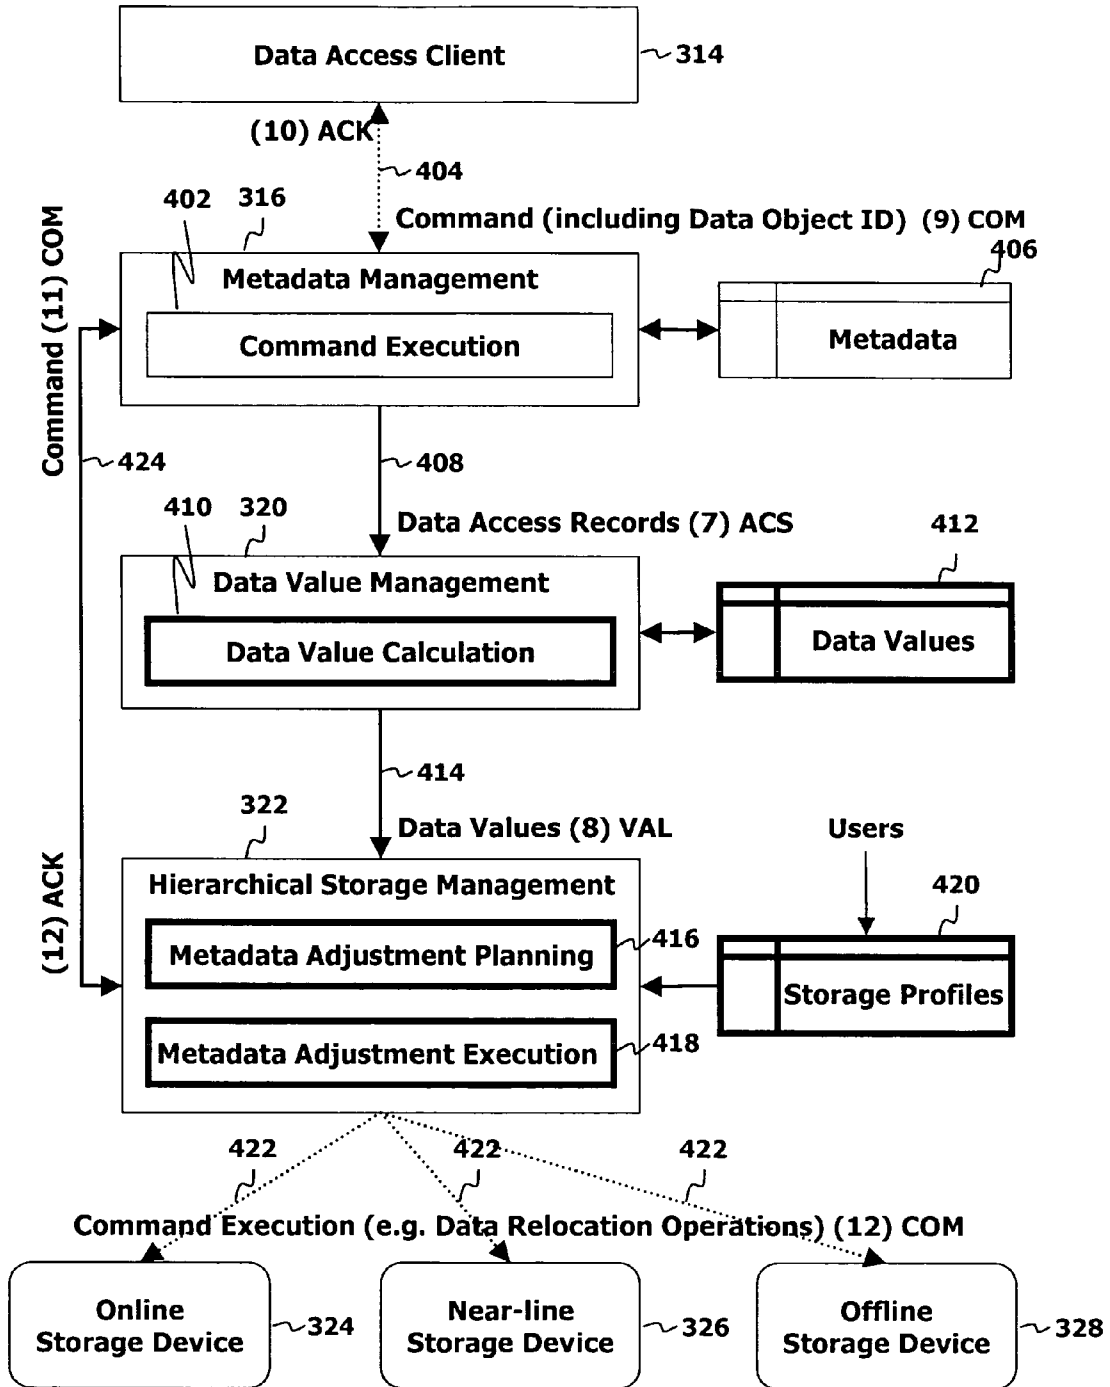 Data Access Client
314
(10) ACK
404
402
316
Command (including Data Object ID) (9) COM
406
Metadata Management
Command Execution
Metadata
Command (11) COM
424
408
410
320
Data Access Records (7) ACS
412
Data Value Management
Data Value Calculation
Data Values
414
322
Data Values (8) VAL
Users
(12) ACK
Hierarchical Storage Management
420
Metadata Adjustment Planning
416
Storage Profiles
Metadata Adjustment Execution
418
422
422
422
Command Execution (e.g. Data Relocation Operations) (12) COM
Online
Storage Device
324
Near-line
Storage Device
326
Offline
Storage Device
328